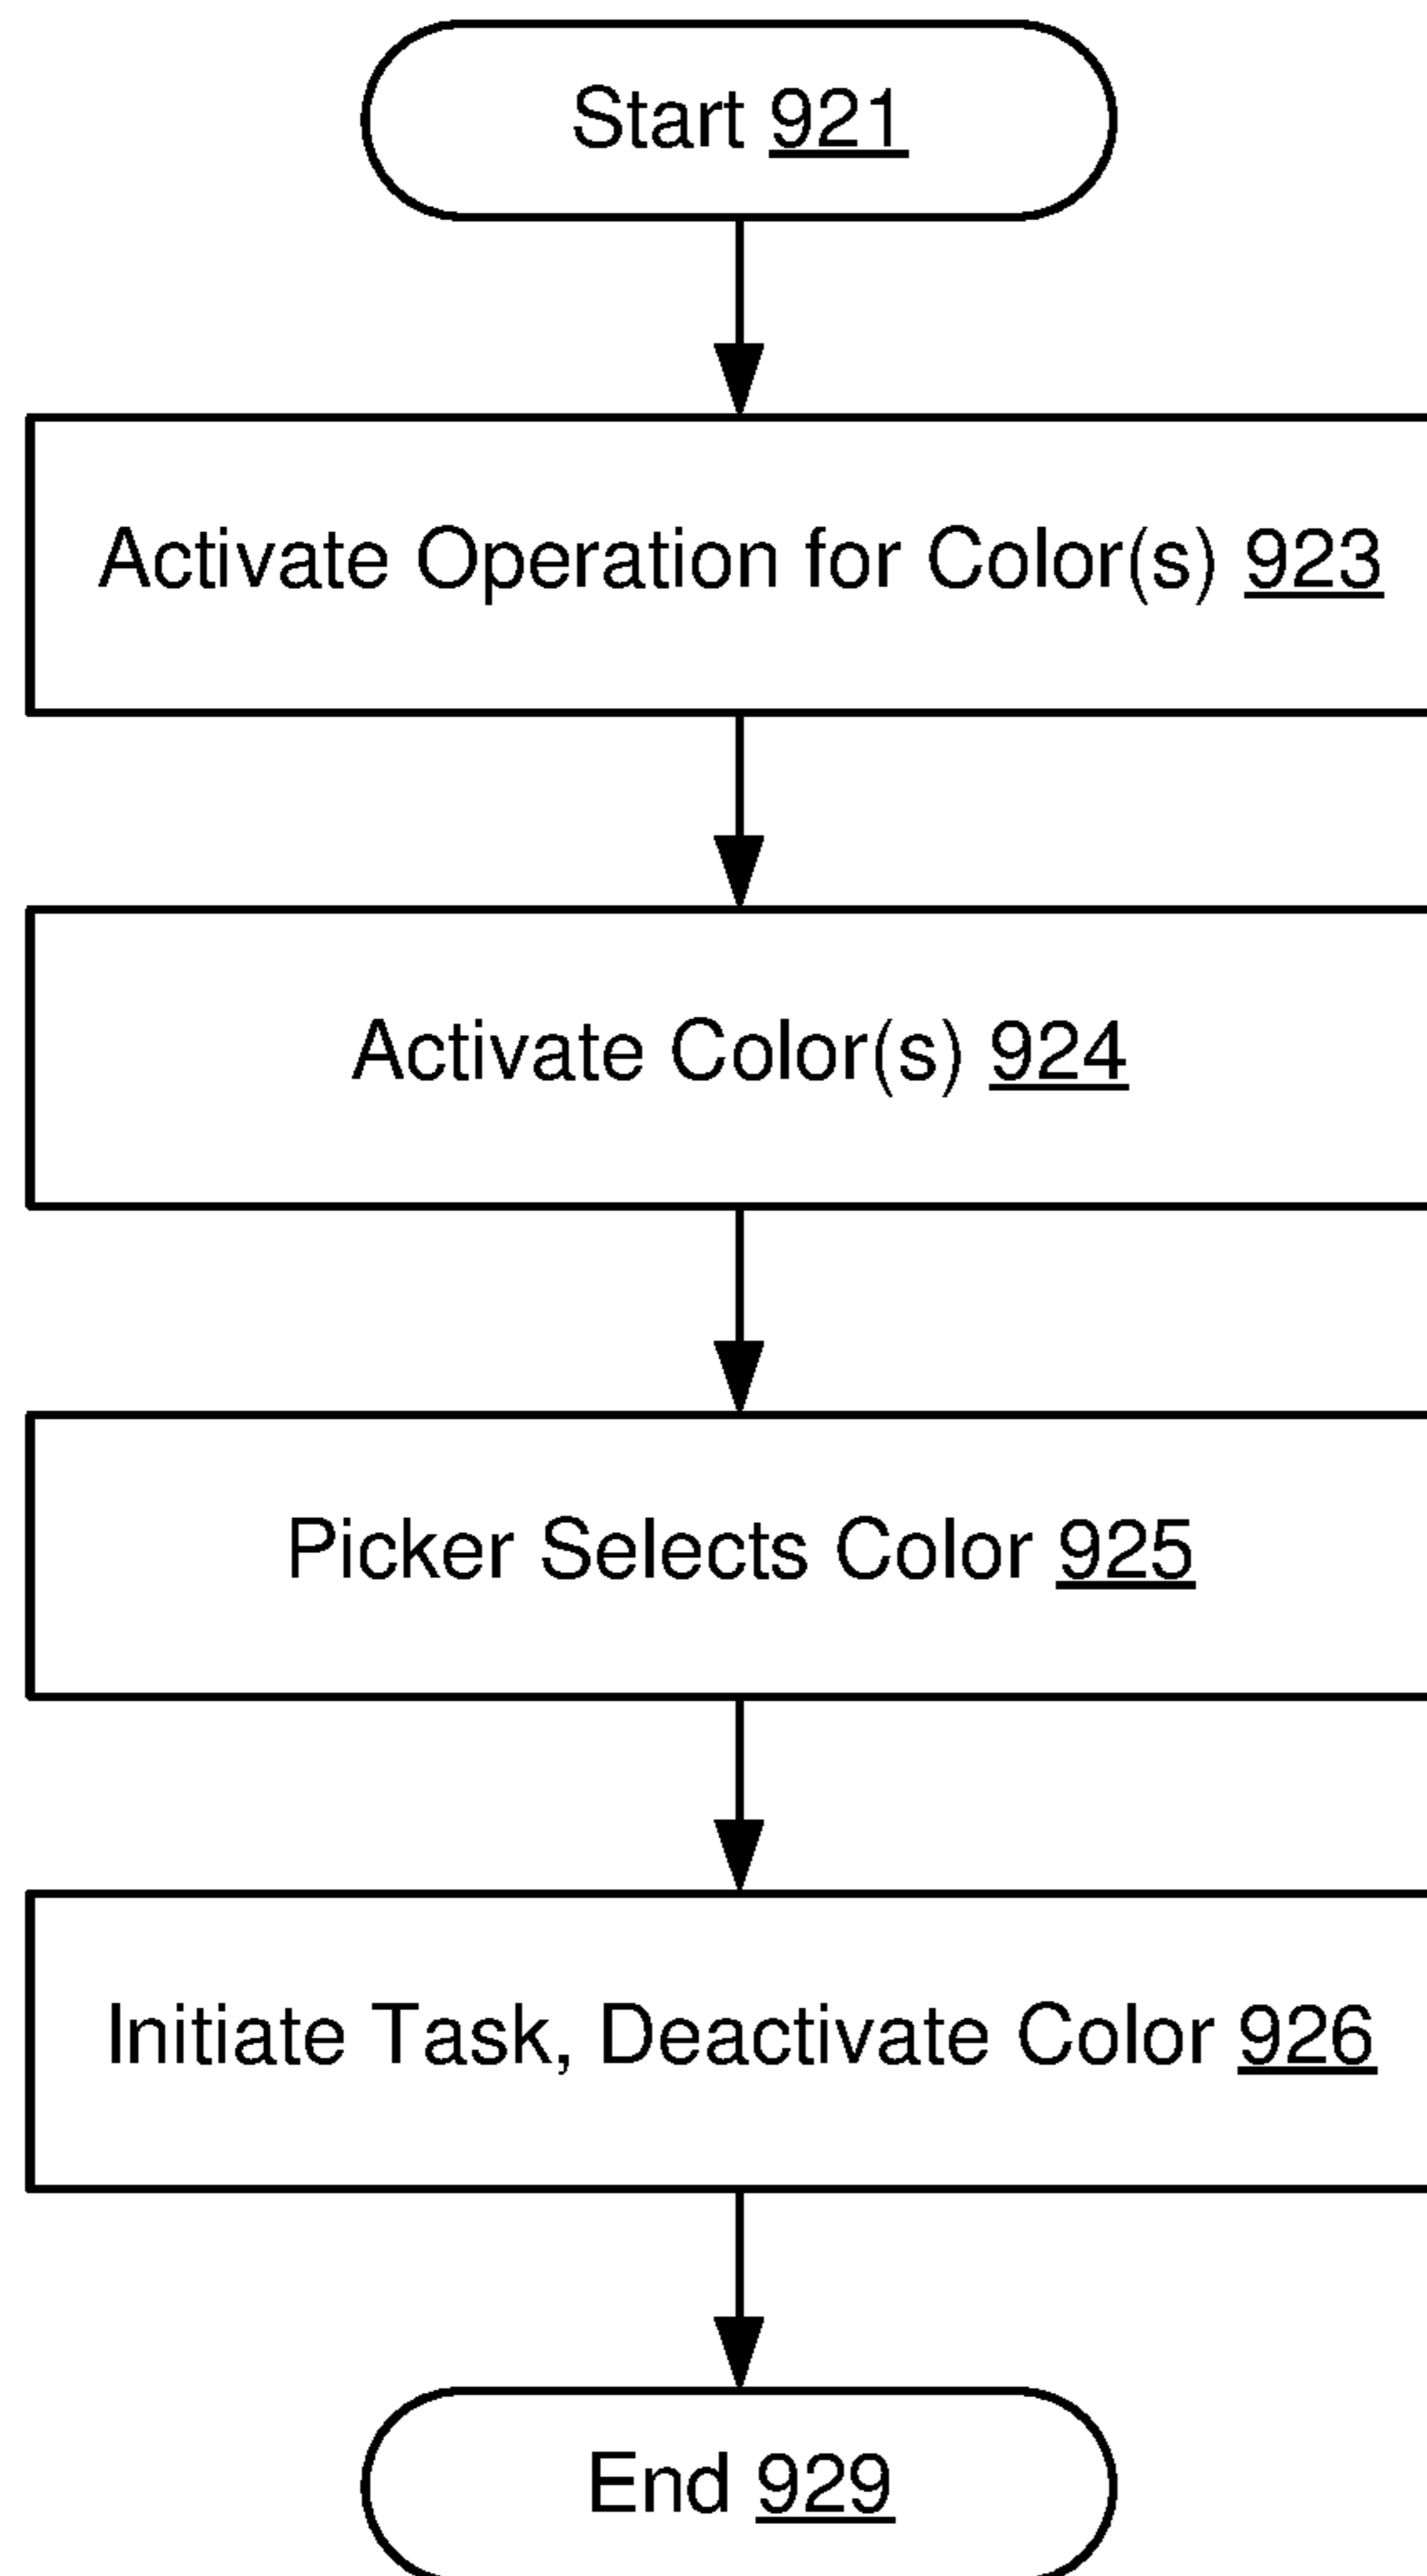 Start 921
Activate Operation for Color(s) 923
Activate Color(s) 924
Picker Selects Color 925
Initiate Task, Deactivate Color 926
End 929